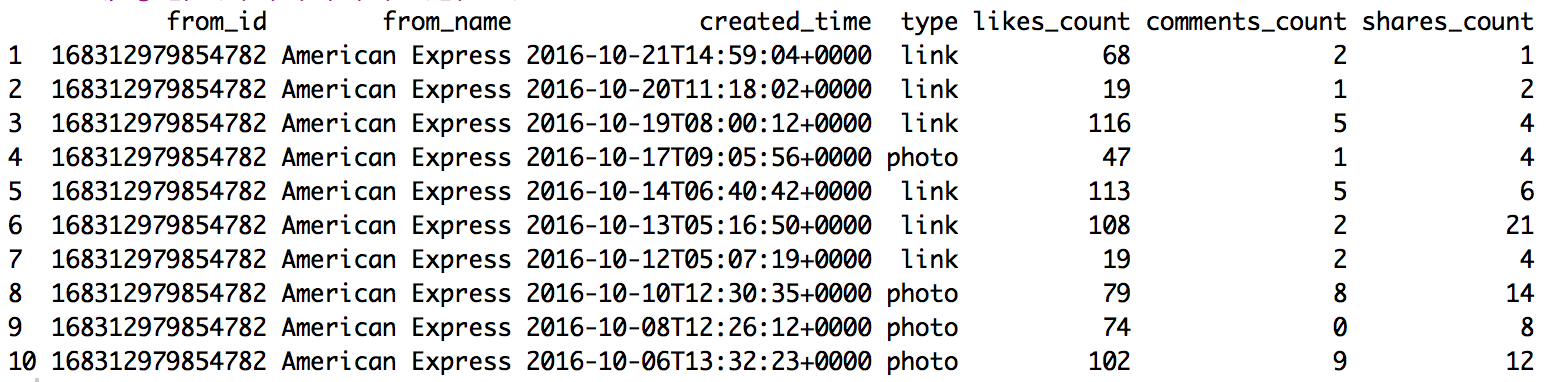 from_id from_name created_time type likes_count comments_count shares_count
1 168312979854782 American Express 2016-10-21T14:59:04+0000 link 68 2 1
2 168312979854782 American Express 2016-10-20T11:18:02+0000 link 19 1 2
3 168312979854782 American Express 2016-10-19T08:00:12+0000 link 116 5 4
4 168312979854782 American Express 2016-10-17T09:05:56+0000 photo 47 1 4
5 168312979854782 American Express 2016-10-14T06:40:42+0000 link 113 5 6
6 168312979854782 American Express 2016-10-13T05:16:50+0000 link 108 2 21
7 168312979854782 American Express 2016-10-12T05:07:19+0000 link 19 2 4
8 168312979854782 American Express 2016-10-10T12:30:35+0000 photo 79 8 14
9 168312979854782 American Express 2016-10-08T12:26:12+0000 photo 74 0 8
10 168312979854782 American Express 2016-10-06T13:32:23+0000 photo 102 9 12